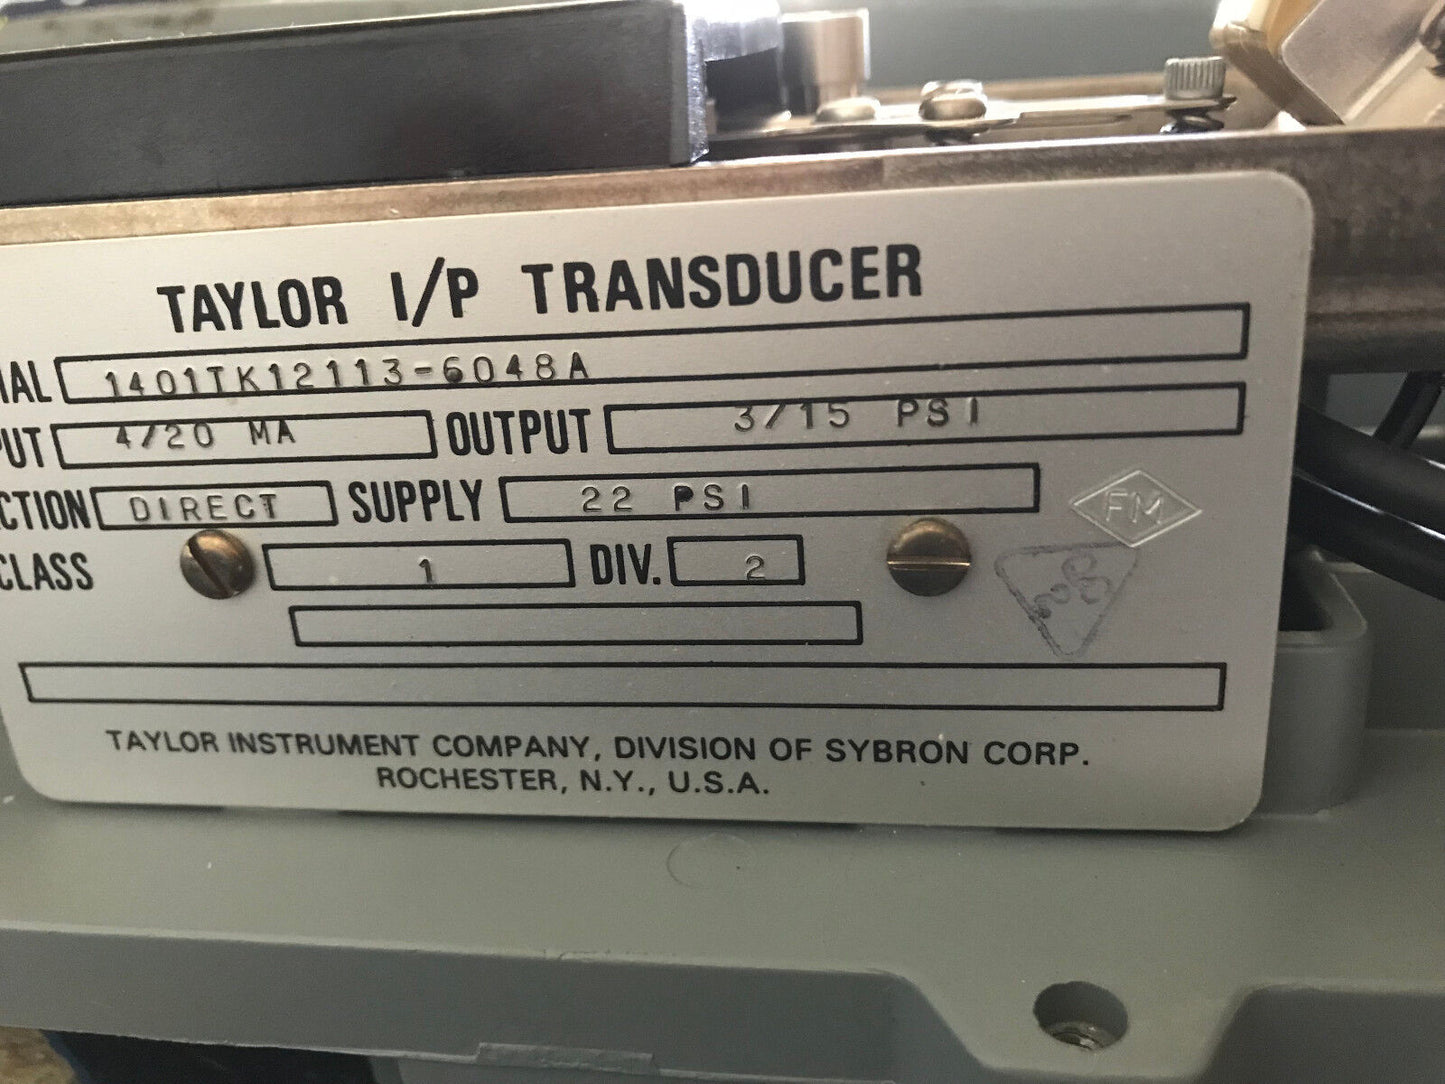 TAYLOR I/P TRANSDUCER
IAL 1401TK12113-6048A
PUT 4/20 MA OUTPUT 3/15 PSI
CTION DIRECT SUPPLY 22 PSI
FM
CLASS 1 DIV. 2
TAYLOR INSTRUMENT COMPANY, DIVISION OF SYBRON CORP.
ROCHESTER, N.Y., U.S.A.